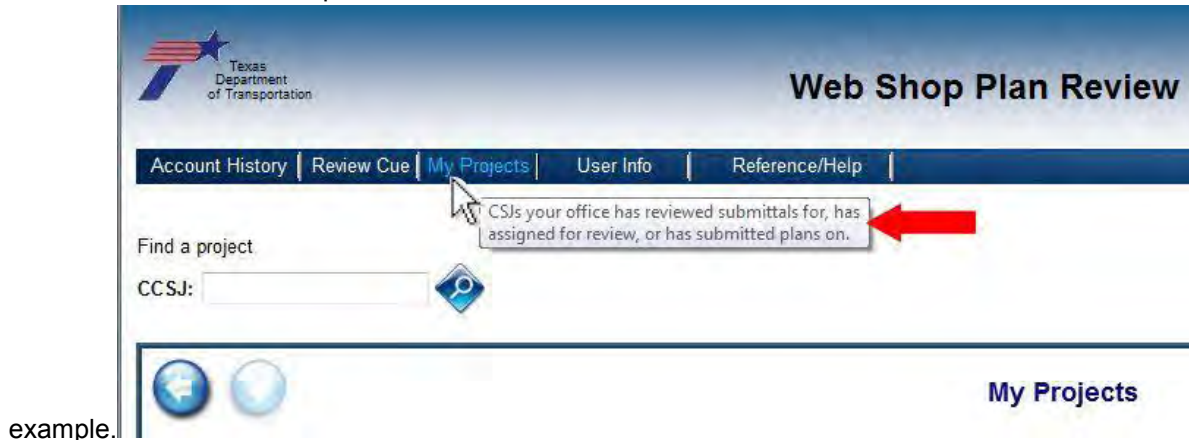 Texas
Department
of Transportation
Web Shop Plan Review
Account History | Review Cue | My Projects | User Info | Reference/Help |
CSJs your office has reviewed submittals for, has
assigned for review, or has submitted plans on.
Find a project
CCSJ:
My Projects
example.